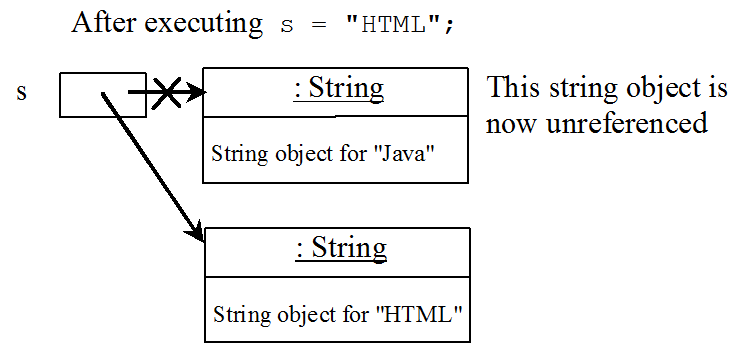 After executing s = "HTML";
s
: String
This string object is
now unreferenced
String object for "Java"
: String
String object for "HTML"